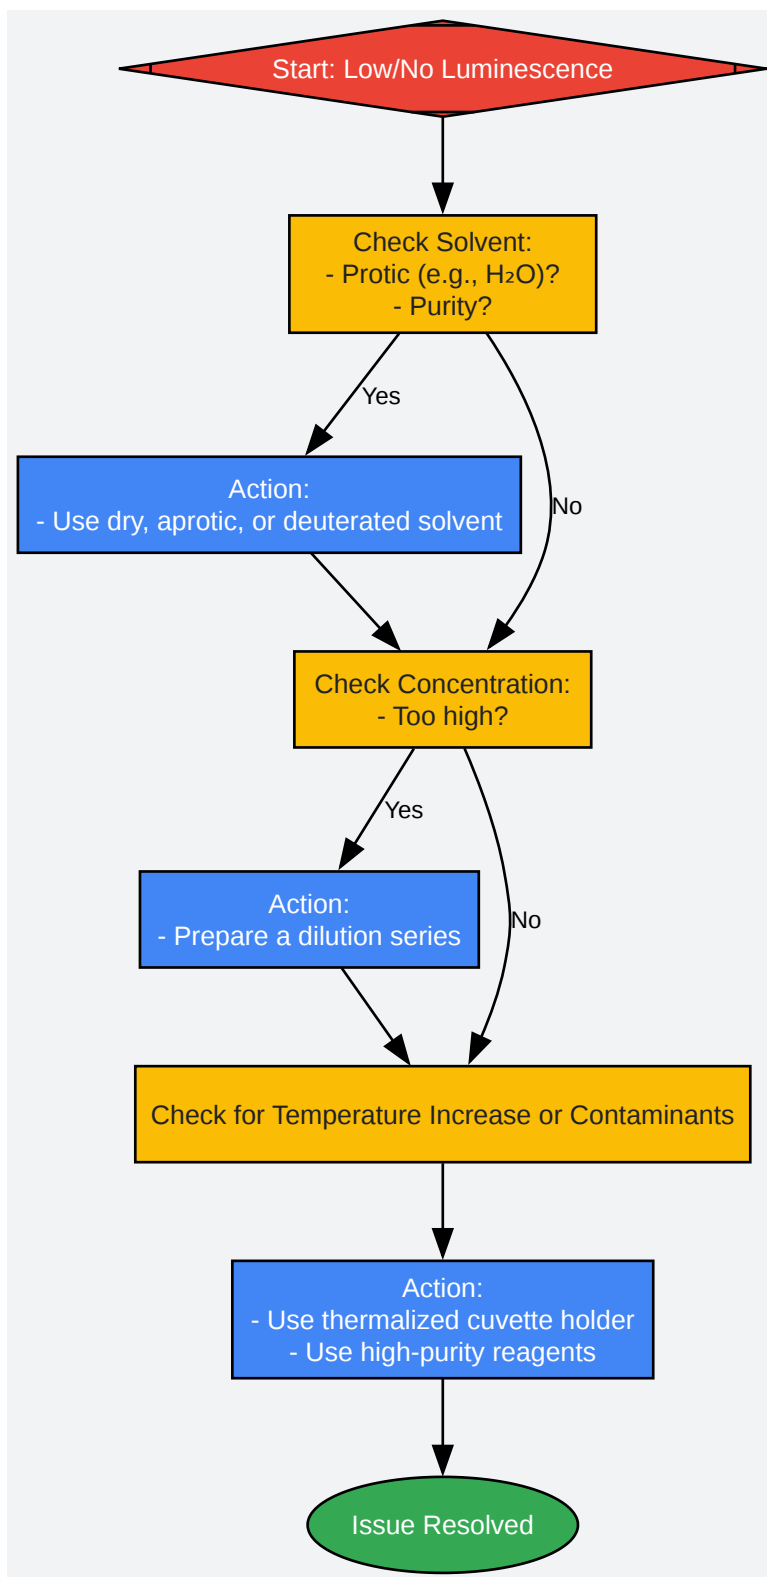 Start: Low/No Luminescence
Check Solvent:
- Protic (e.g., H₂O)?
- Purity?
Yes
Action:
- Use dry, aprotic, or deuterated solvent
No
Check Concentration:
- Too high?
Yes
Action:
- Prepare a dilution series
No
Check for Temperature Increase or Contaminants
Action:
- Use thermalized cuvette holder
- Use high-purity reagents
Issue Resolved